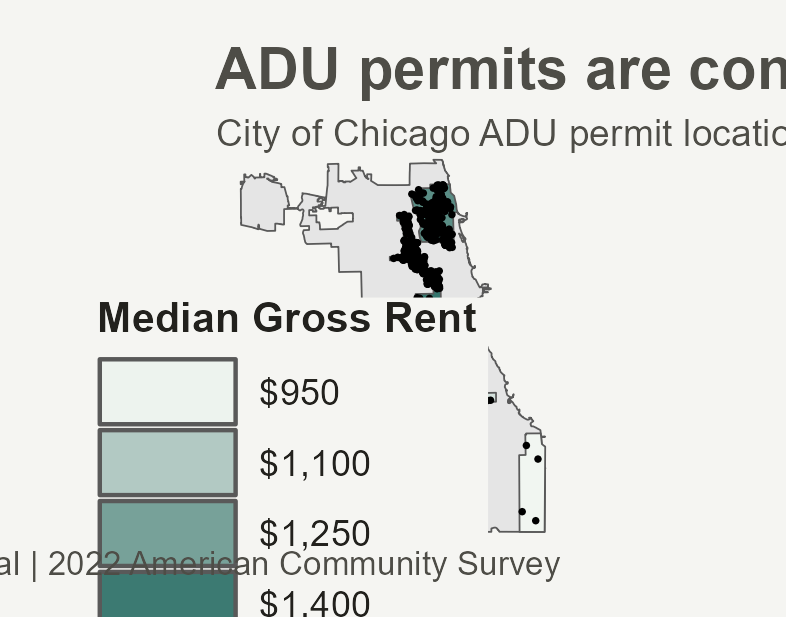 ADU permits are con
City of Chicago ADU permit locatio
Median Gross Rent
$950
$1,100
$1,250
al | 2022 American Community Survey
$1,400